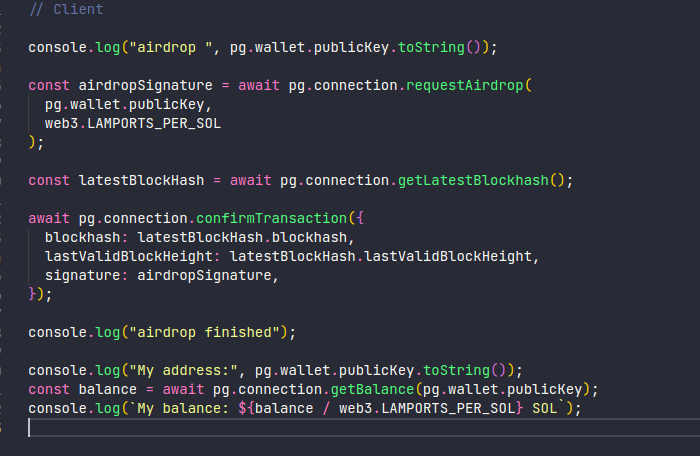 // Client
console.log("airdrop ", pg.wallet.publicKey.toString());
const airdropSignature = await pg.connection.requestAirdrop(
  pg.wallet.publicKey,
  web3.LAMPORTS_PER_SOL
);
const latestBlockHash = await pg.connection.getLatestBlockhash();
await pg.connection.confirmTransaction({
  blockhash: latestBlockHash.blockhash,
  lastValidBlockHeight: latestBlockHash.lastValidBlockHeight,
  signature: airdropSignature,
});
console.log("airdrop finished");
console.log("My address:", pg.wallet.publicKey.toString());
const balance = await pg.connection.getBalance(pg.wallet.publicKey);
console.log(`My balance: ${balance / web3.LAMPORTS_PER_SOL} SOL`);